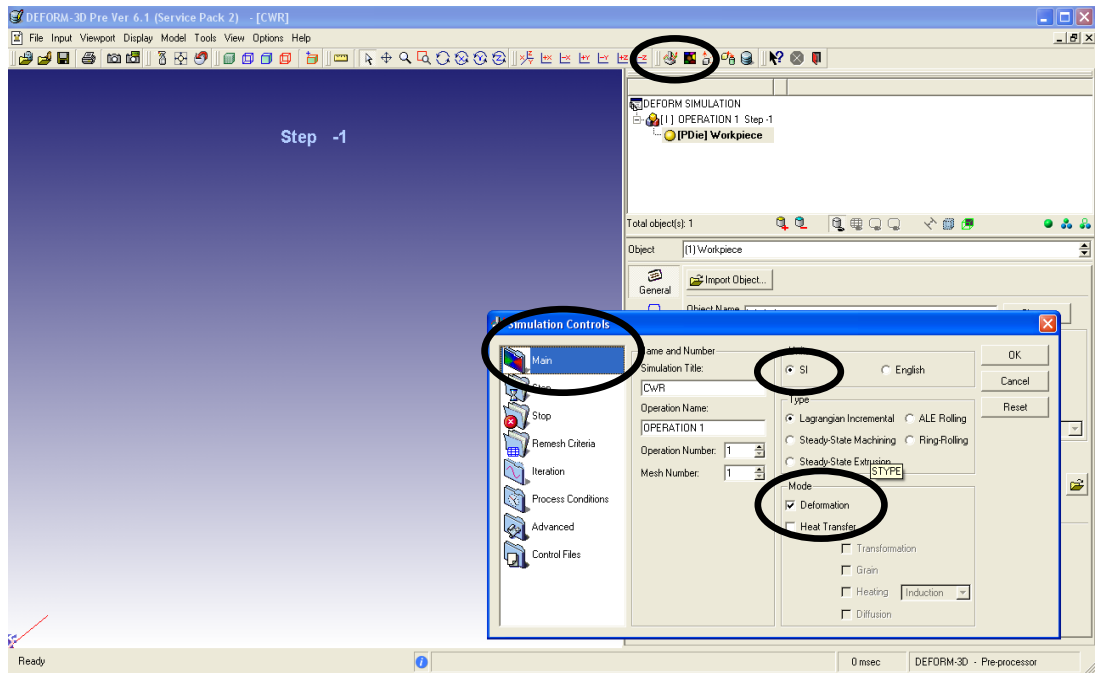 DEFORM-3D Pre Ver 6.1 (Service Pack 2) - [CWR]
File Input Viewport Display Model Tools View Options Help
Step -1
DEFORM SIMULATION
[1] OPERATION 1 Step -1
[PDie] Workpiece
Total object(s): 1
Object [1] Workpiece
General
Import Object...
Object Name
Simulation Controls
Main
Step
Stop
Remesh Criteria
Iteration
Process Conditions
Advanced
Control Files
Name and Number
Simulation Title:
CWR
Operation Name:
OPERATION 1
Operation Number: 1
Mesh Number: 1
SI English
Type
Lagrangian Incremental ALE Rolling
Steady-State Machining Ring-Rolling
Steady-State Extrusion
STYPE
Mode
Deformation
Heat Transfer
Transformation
Grain
Heating Induction
Diffusion
OK
Cancel
Reset
Ready
0 msec
DEFORM-3D - Pre-processor